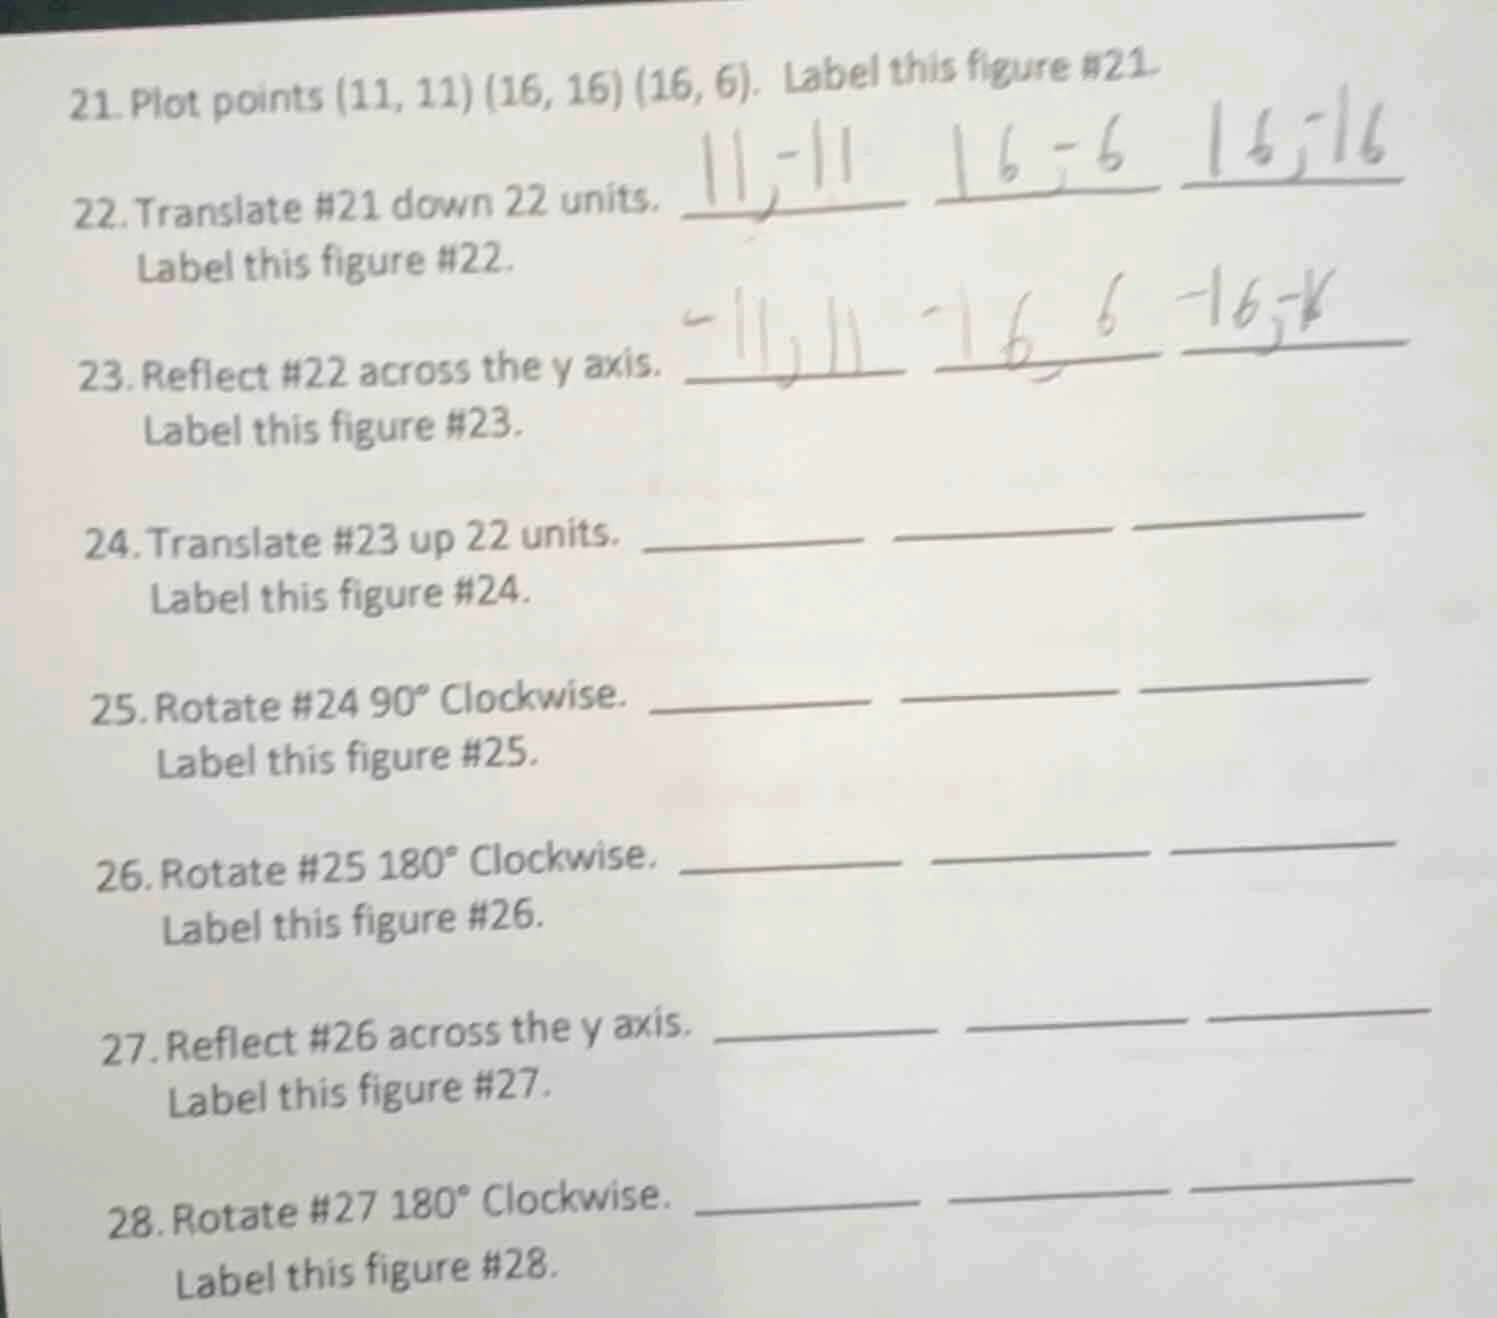 21. Plot points (11, 11) (16, 16) (16, 6). Label this figure #21.
22. Translate #21 down 22 units. 11,-11 16,-6 16,-16
Label this figure #22.
23. Reflect #22 across the y axis. -11,11 -16, 6 -16,-
Label this figure #23.
24. Translate #23 up 22 units.
Label this figure #24.
25. Rotate #24 90° Clockwise.
Label this figure #25.
26. Rotate #25 180° Clockwise.
Label this figure #26.
27. Reflect #26 across the y axis.
Label this figure #27.
28. Rotate #27 180° Clockwise.
Label this figure #28.